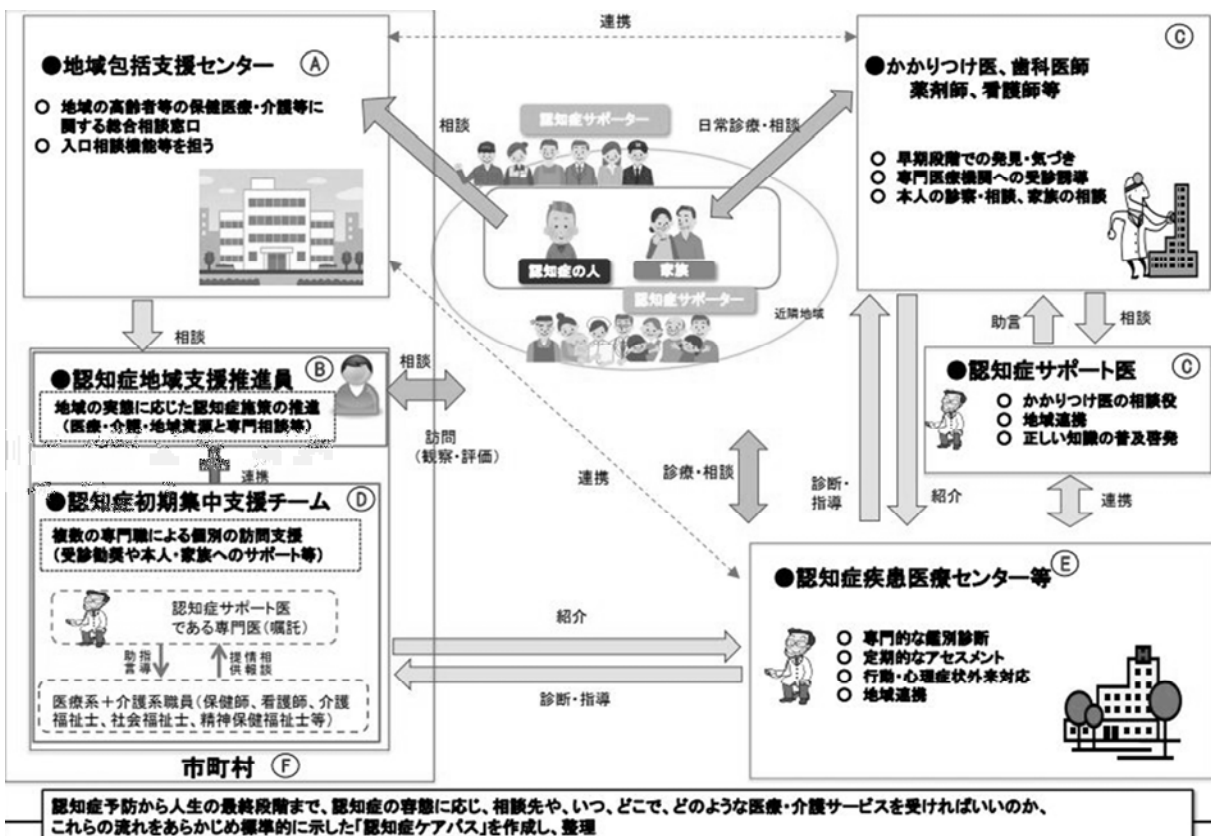 連携
●地域包括支援センター Ⓐ
○ 地域の高齢者等の保健医療・介護等に
関する総合相談窓口
○ 入口相談機能等を担う
相談
認知症サポーター
日常診療・相談
認知症の人
家族
認知症サポーター
近隣地域
Ⓒ
●かかりつけ医、歯科医師
薬剤師、看護師等
○ 早期段階での発見・気づき
○ 専門医療機関への受診誘導
○ 本人の診察・相談、家族の相談
相談
助言
相談
●認知症地域支援推進員 Ⓑ
地域の実態に応じた認知症施策の推進
(医療・介護・地域資源と専門相談等)
相談
訪問
(観察・評価)
連携
●認知症サポート医 Ⓒ
○ かかりつけ医の相談役
○ 地域連携
○ 正しい知識の普及啓発
連携
診療・相談
診断・
指導
紹介
連携
●認知症初期集中支援チーム Ⓓ
複数の専門職による個別の訪問支援
(受診勧奨や本人・家族へのサポート等)
認知症サポート医
である専門医(嘱託)
指導
助言
相談
情報
提供
医療系+介護系職員(保健師、看護師、介護
福祉士、社会福祉士、精神保健福祉士等)
紹介
診断・指導
●認知症疾患医療センター等 Ⓔ
○ 専門的な鑑別診断
○ 定期的なアセスメント
○ 行動・心理症状外来対応
○ 地域連携
H
市町村 Ⓕ
認知症予防から人生の最終段階まで、認知症の容態に応じ、相談先や、いつ、どこで、どのような医療・介護サービスを受ければいいのか、
これらの流れをあらかじめ標準的に示した「認知症ケアパス」を作成し、整理